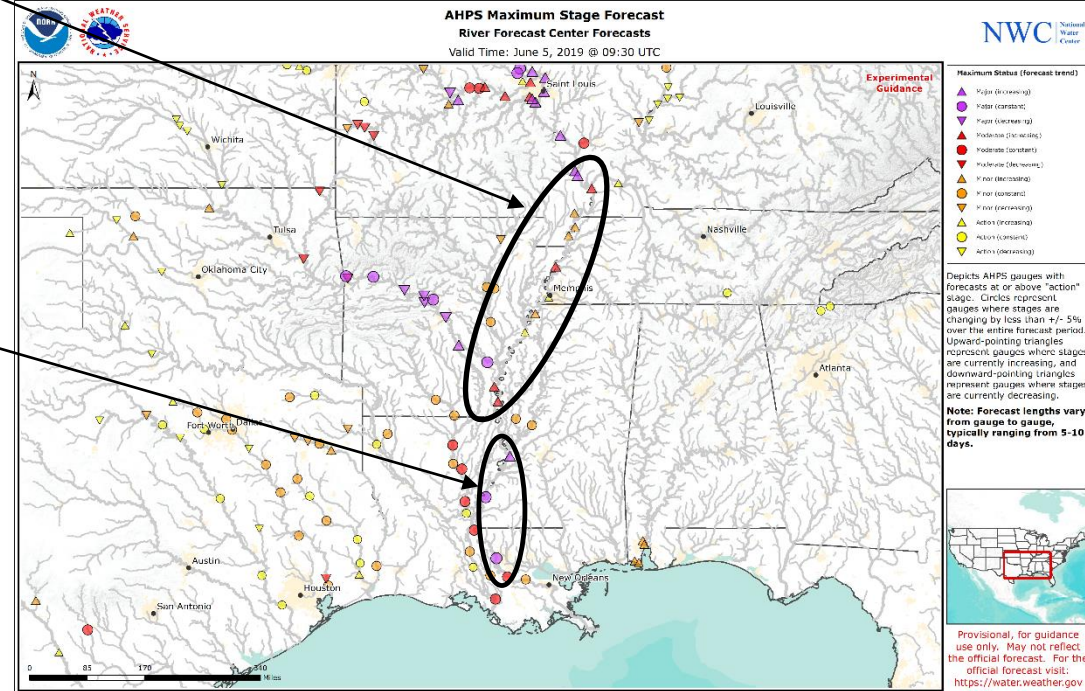 AHPS Maximum Stage Forecast
River Forecast Center Forecasts
Valid Time: June 5, 2019 @ 09:30 UTC
NOAA
NATIONAL WEATHER SERVICE
NWC
National
Water
Center
N
Experimental
Guidance
Saint Louis
Louisville
Wichita
Tulsa
Nashville
Oklahoma City
Memphis
Atlanta
Fort Worth
Dallas
Austin
Houston
New Orleans
San Antonio
0 85 170 340
Miles
Maximum Status (forecast trend)
Major (increasing)
Major (constant)
Major (decreasing)
Moderate (increasing)
Moderate (constant)
Moderate (decreasing)
Minor (increasing)
Minor (constant)
Minor (decreasing)
Action (increasing)
Action (constant)
Action (decreasing)
Depicts AHPS gauges with
forecasts at or above "action"
stage. Circles represent
gauges where stages are
changing by less than +/- 5%
over the entire forecast period.
Upward-pointing triangles
represent gauges where stages
are currently increasing, and
downward-pointing triangles
represent gauges where stages
are currently decreasing.
Note: Forecast lengths vary
from gauge to gauge,
typically ranging from 5-10
days.
Provisional, for guidance
use only. May not reflect
the official forecast. For the
official forecast visit:
https://water.weather.gov